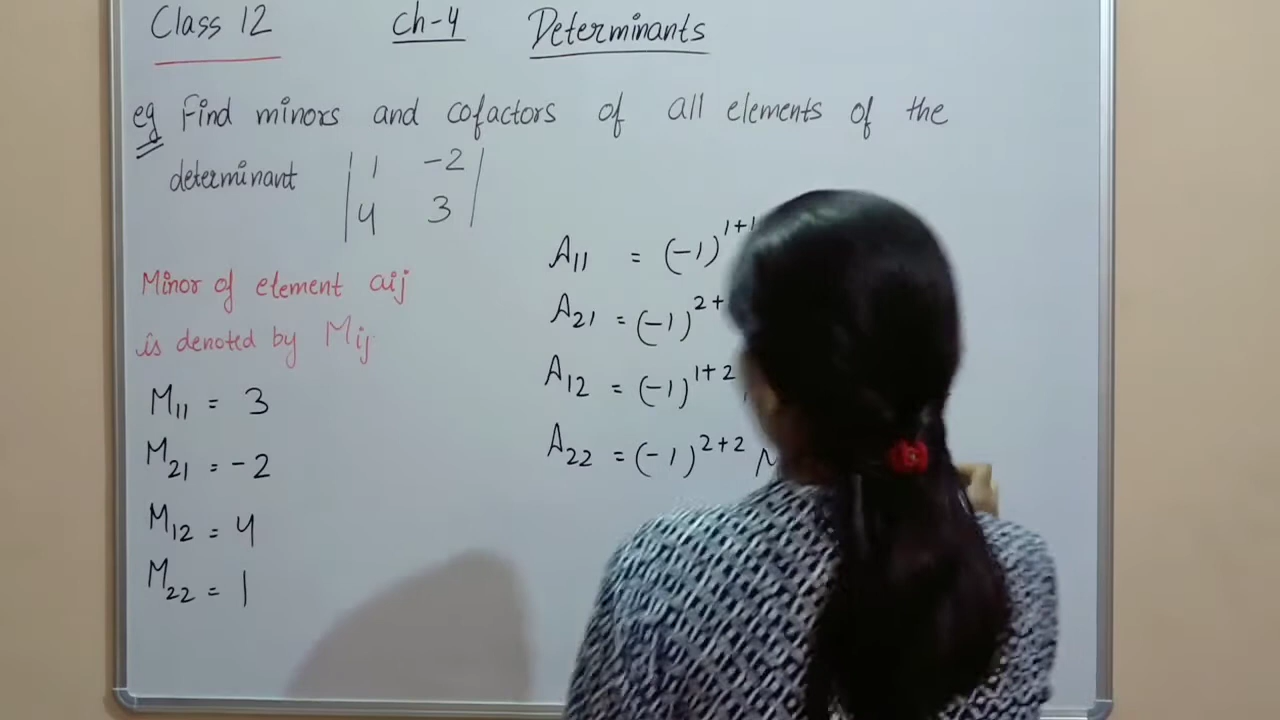 Class 12 Ch-4 Determinants
eg Find minors and cofactors of all elements of the
determinant | 1 -2 |
| 4 3 |
Minor of element aij
is denoted by Mij
M11 = 3
M21 = -2
M12 = 4
M22 = 1
A11 = (-1)^1+1
A21 = (-1)^2+
A12 = (-1)^1+2
A22 = (-1)^2+2